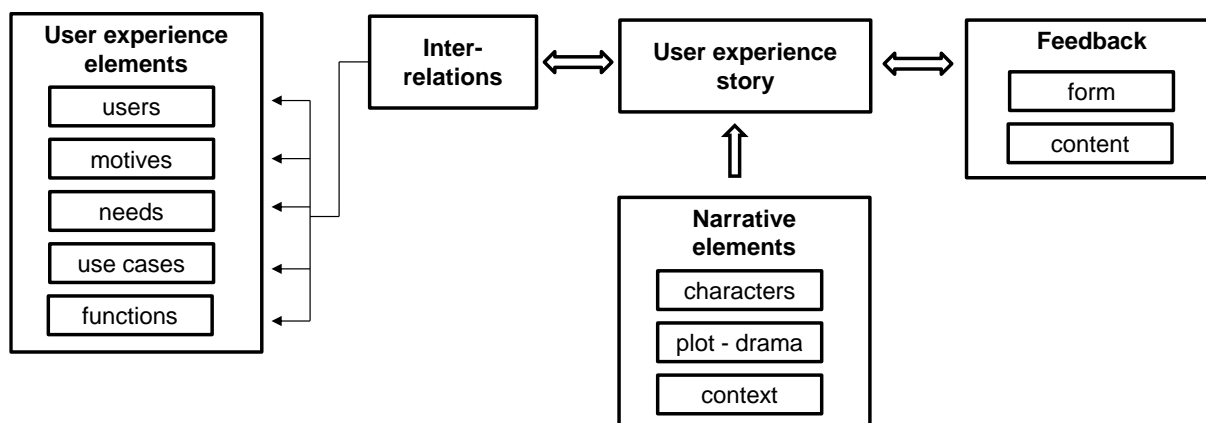 User experience
elements
users
motives
needs
use cases
functions
Inter-
relations
User experience
story
Narrative
elements
characters
plot - drama
context
Feedback
form
content